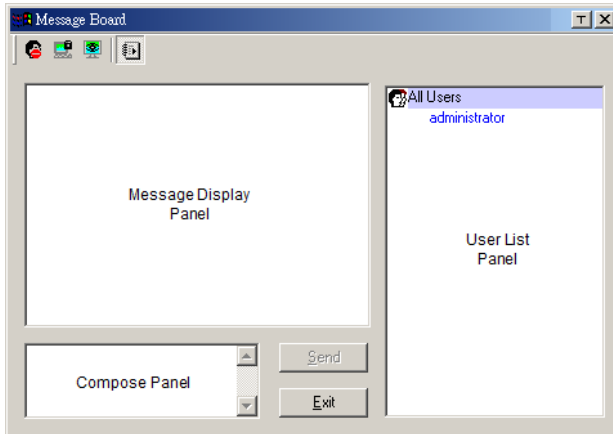 Message Board
T X
All Users
administrator
Message Display
Panel
User List
Panel
Compose Panel
Send
Exit